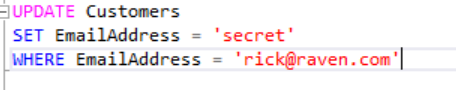 UPDATE Customers
SET EmailAddress = 'secret'
WHERE EmailAddress = 'rick@raven.com'